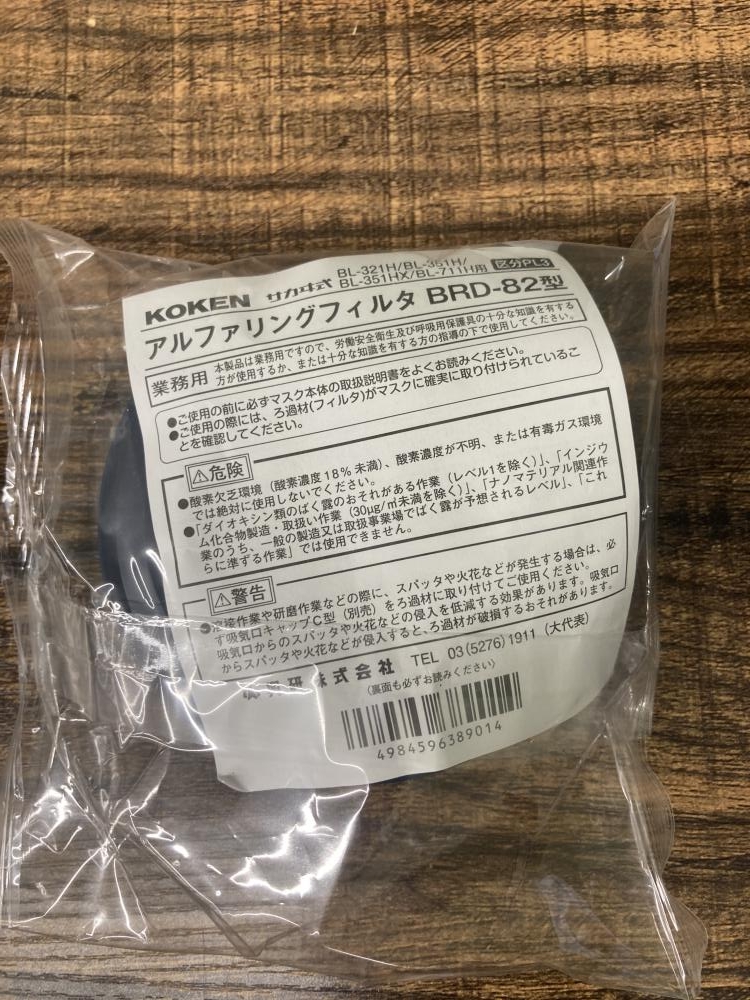 KOKEN サカヰ式 BL-321H/BL-351H/
BL-351HX/BL-711H用 区分PL3
アルファリングフィルタ BRD-82型
業務用 本製品は業務用ですので、労働安全衛生及び呼吸用保護具の十分な知識を有する
方が使用するか、または十分な知識を有する方の指導の下で使用してください。
●ご使用の前に必ずマスク本体の取扱説明書をよくお読みください。
●ご使用の際には、ろ過材(フィルタ)がマスクに確実に取り付けられているこ
とを確認してください。
⚠危険
●酸素欠乏環境(酸素濃度18%未満)、酸素濃度が不明、または有毒ガス環境
では絶対に使用しないでください。
●「ダイオキシン類のばく露のおそれがある作業(レベル1を除く)」、「インジウ
ム化合物製造・取扱い作業(30μg/㎥未満を除く)」、「ナノマテリアル関連作
業のうち、一般の製造又は取扱事業場でばく露が予想されるレベル」、「これ
らに準ずる作業」では使用できません。
⚠警告
●溶接作業や研磨作業などの際に、スパッタや火花などが発生する場合は、必
ず吸気口キャップC型(別売)をろ過材に取り付けてご使用ください。
吸気口からのスパッタや火花などの侵入を低減する効果があります。吸気口
からスパッタや火花などが侵入すると、ろ過材が破損するおそれがあります。
研株式会社 TEL 03(5276)1911(大代表)
(裏面も必ずお読みください)
4984596389014